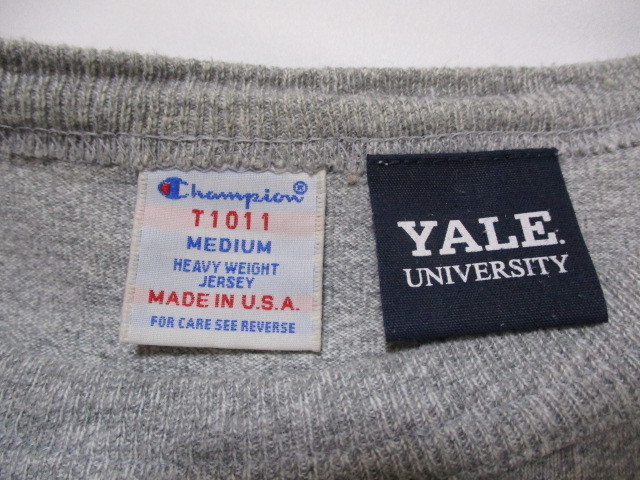 Champion®
T1011
MEDIUM
HEAVY WEIGHT
JERSEY
MADE IN U.S.A.
FOR CARE SEE REVERSE
YALE.
UNIVERSITY